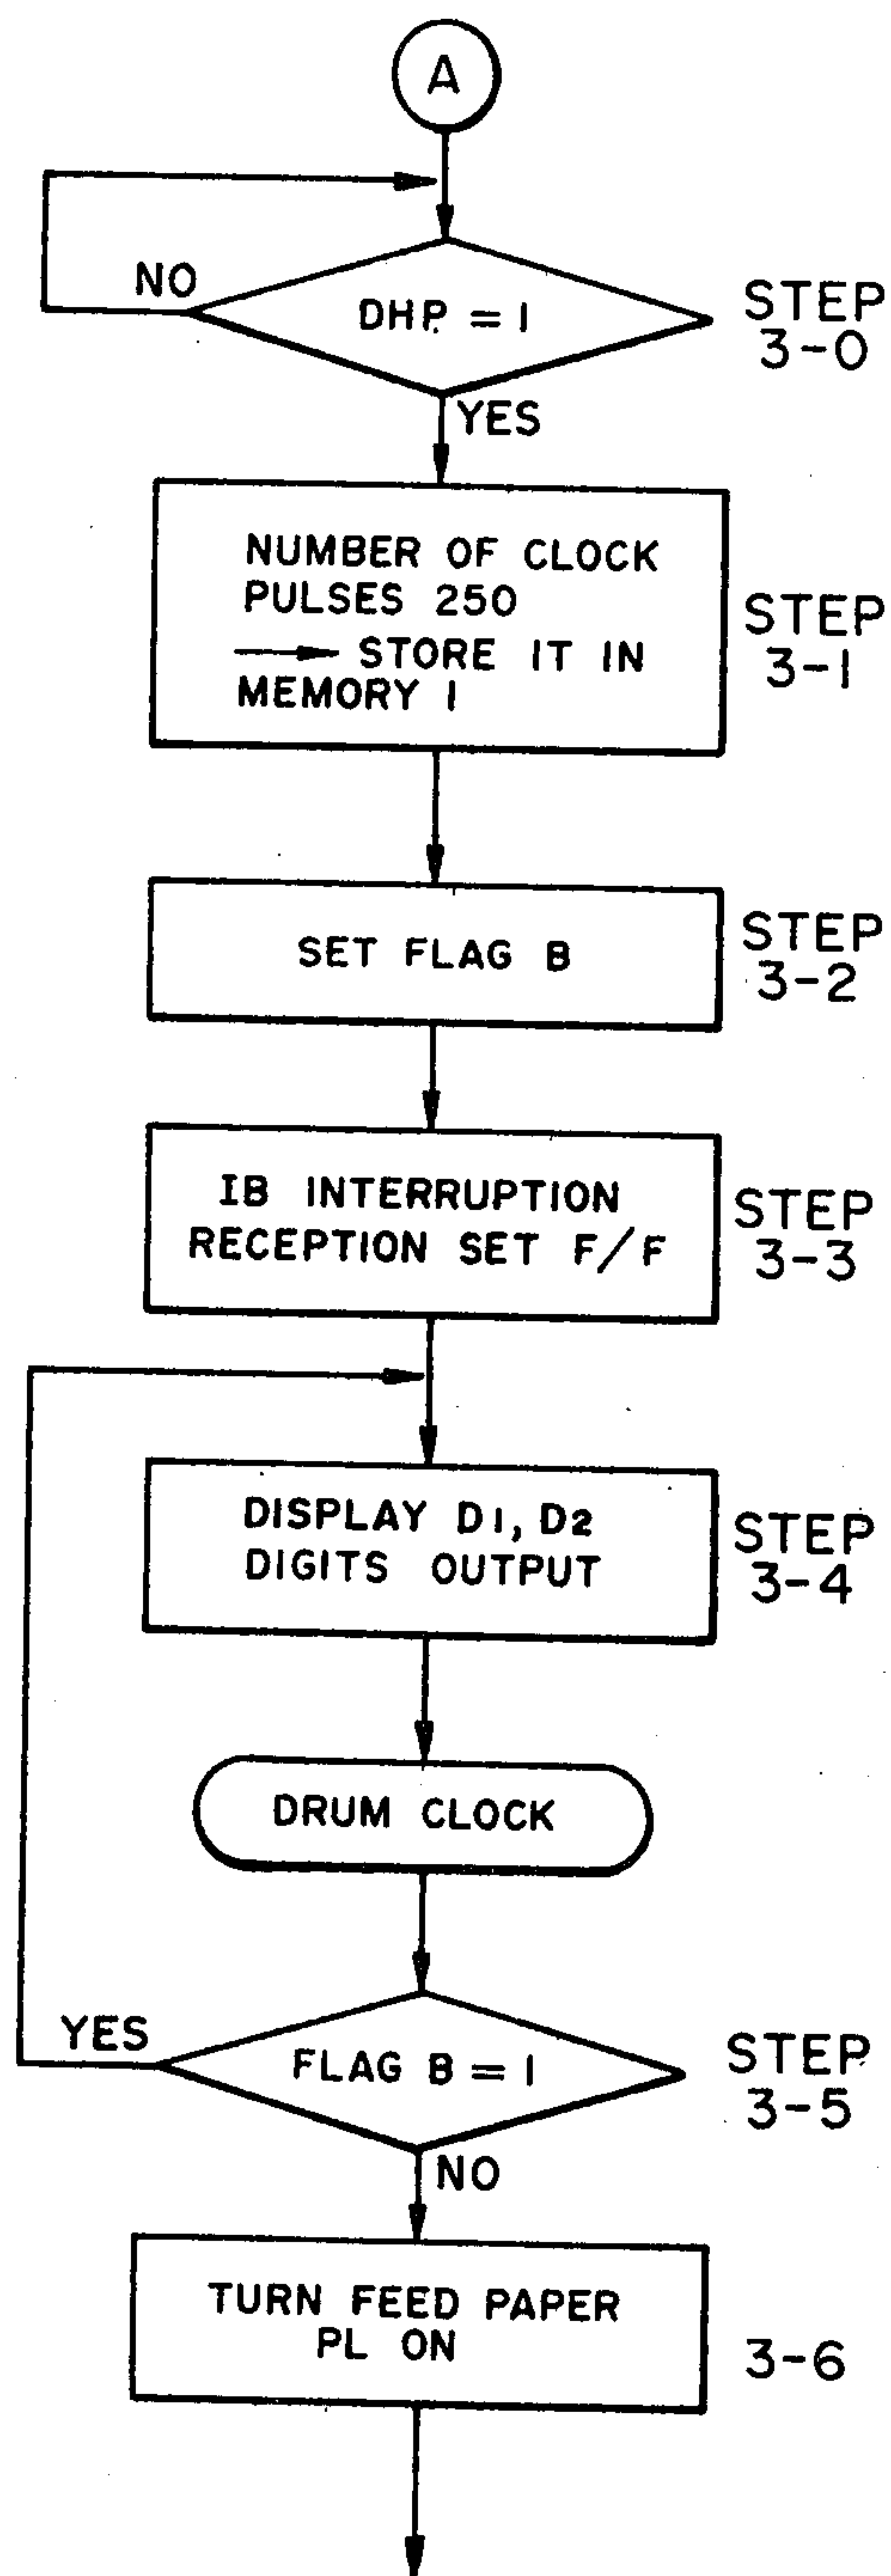 A
NO
DHP = 1
STEP
3-0
YES
NUMBER OF CLOCK
PULSES 250
→ STORE IT IN
MEMORY 1
STEP
3-1
SET FLAG B
STEP
3-2
IB INTERRUPTION
RECEPTION SET F/F
STEP
3-3
DISPLAY D1, D2
DIGITS OUTPUT
STEP
3-4
DRUM CLOCK
YES
FLAG B = 1
STEP
3-5
NO
TURN FEED PAPER
PL ON
3-6